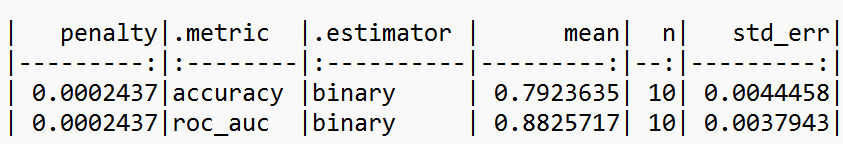 |   penalty|.metric  |.estimator |      mean|  n|   std_err|
|---------:|:--------|:----------|---------:|--:|---------:|
| 0.0002437|accuracy |binary     | 0.7923635| 10| 0.0044458|
| 0.0002437|roc_auc  |binary     | 0.8825717| 10| 0.0037943|